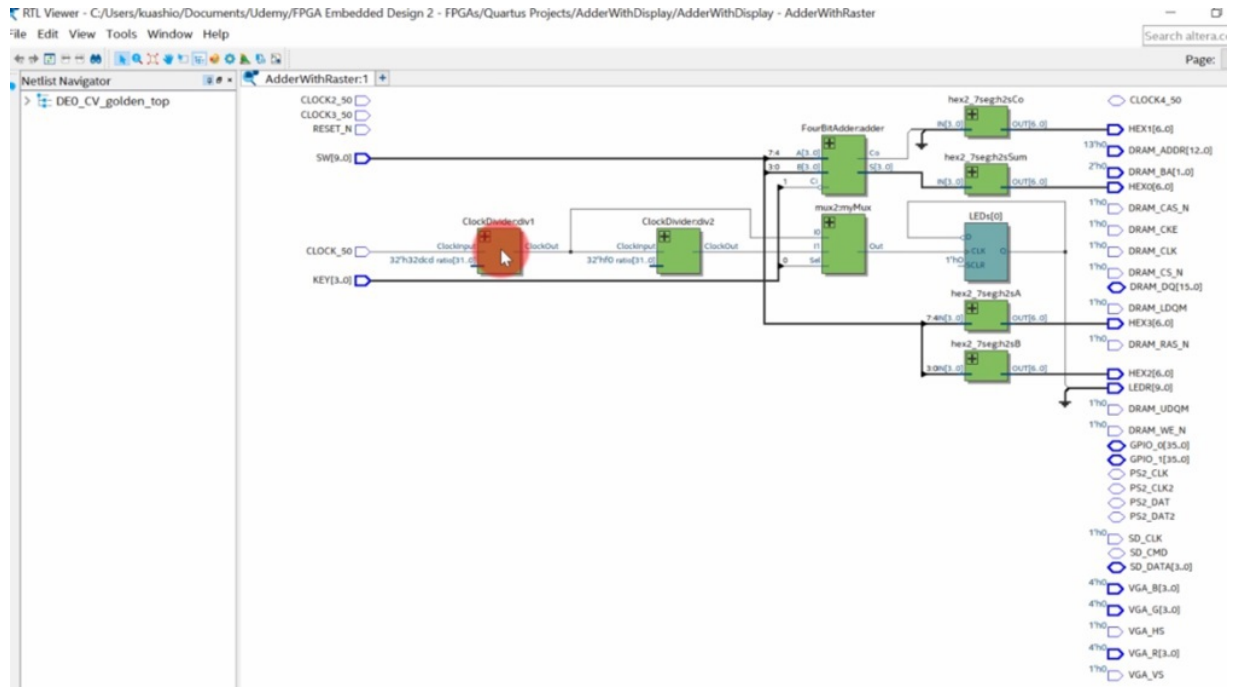 RTL Viewer - C:/Users/kuashio/Documents/Udemy/FPGA Embedded Design 2 - FPGAs/Quartus Projects/AdderWithDisplay/AdderWithDisplay - AdderWithRaster
File Edit View Tools Window Help
Search altera.co
Page:
Netlist Navigator
AdderWithRaster:1
DE0_CV_golden_top
CLOCK2_50
CLOCK3_50
RESET_N
SW[9..0]
CLOCK_50
KEY[3..0]
ClockDivider:div1
ClockInput
ClockOut
32'h32dcd ratio[31..0]
ClockDivider:div2
ClockInput
ClockOut
32'hf0 ratio[31..0]
FourBitAdder:adder
7:4 A[3..0]
3:0 B[3..0]
1 Ci
Co
S[3..0]
mux2:myMux
I0
I1
0 Sel
Out
hex2_7seg:h2sCo
IN[3..0]
OUT[6..0]
hex2_7seg:h2sSum
IN[3..0]
OUT[6..0]
LEDs[0]
D
CLK
Q
1'h0 SCLR
hex2_7seg:h2sA
7:4 IN[3..0]
OUT[6..0]
hex2_7seg:h2sB
3:0 IN[3..0]
OUT[6..0]
CLOCK4_50
HEX1[6..0]
13'h0 DRAM_ADDR[12..0]
2'h0 DRAM_BA[1..0]
HEX0[6..0]
1'h0 DRAM_CAS_N
1'h0 DRAM_CKE
1'h0 DRAM_CLK
1'h0 DRAM_CS_N
DRAM_DQ[15..0]
1'h0 DRAM_LDQM
HEX3[6..0]
1'h0 DRAM_RAS_N
HEX2[6..0]
LEDR[9..0]
1'h0 DRAM_UDQM
1'h0 DRAM_WE_N
GPIO_0[35..0]
GPIO_1[35..0]
PS2_CLK
PS2_CLK2
PS2_DAT
PS2_DAT2
1'h0 SD_CLK
SD_CMD
SD_DATA[3..0]
4'h0 VGA_B[3..0]
4'h0 VGA_G[3..0]
1'h0 VGA_HS
4'h0 VGA_R[3..0]
1'h0 VGA_VS